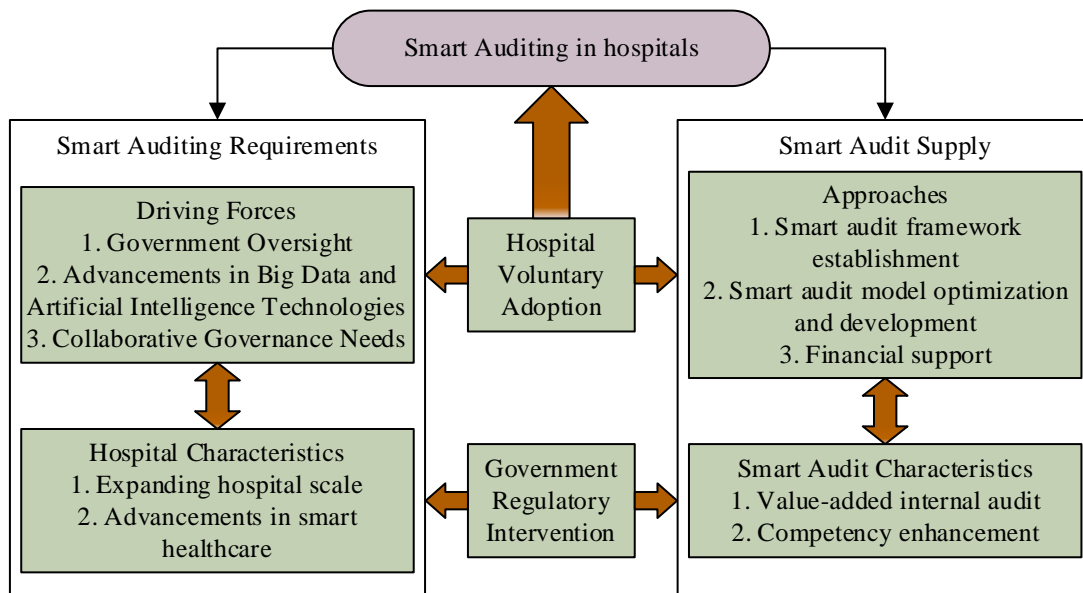 Smart Auditing in hospitals
Smart Auditing Requirements
Driving Forces
1. Government Oversight
2. Advancements in Big Data and
Artificial Intelligence Technologies
3. Collaborative Governance Needs
Hospital Characteristics
1. Expanding hospital scale
2. Advancements in smart
healthcare
Hospital
Voluntary
Adoption
Government
Regulatory
Intervention
Smart Audit Supply
Approaches
1. Smart audit framework
establishment
2. Smart audit model optimization
and development
3. Financial support
Smart Audit Characteristics
1. Value-added internal audit
2. Competency enhancement